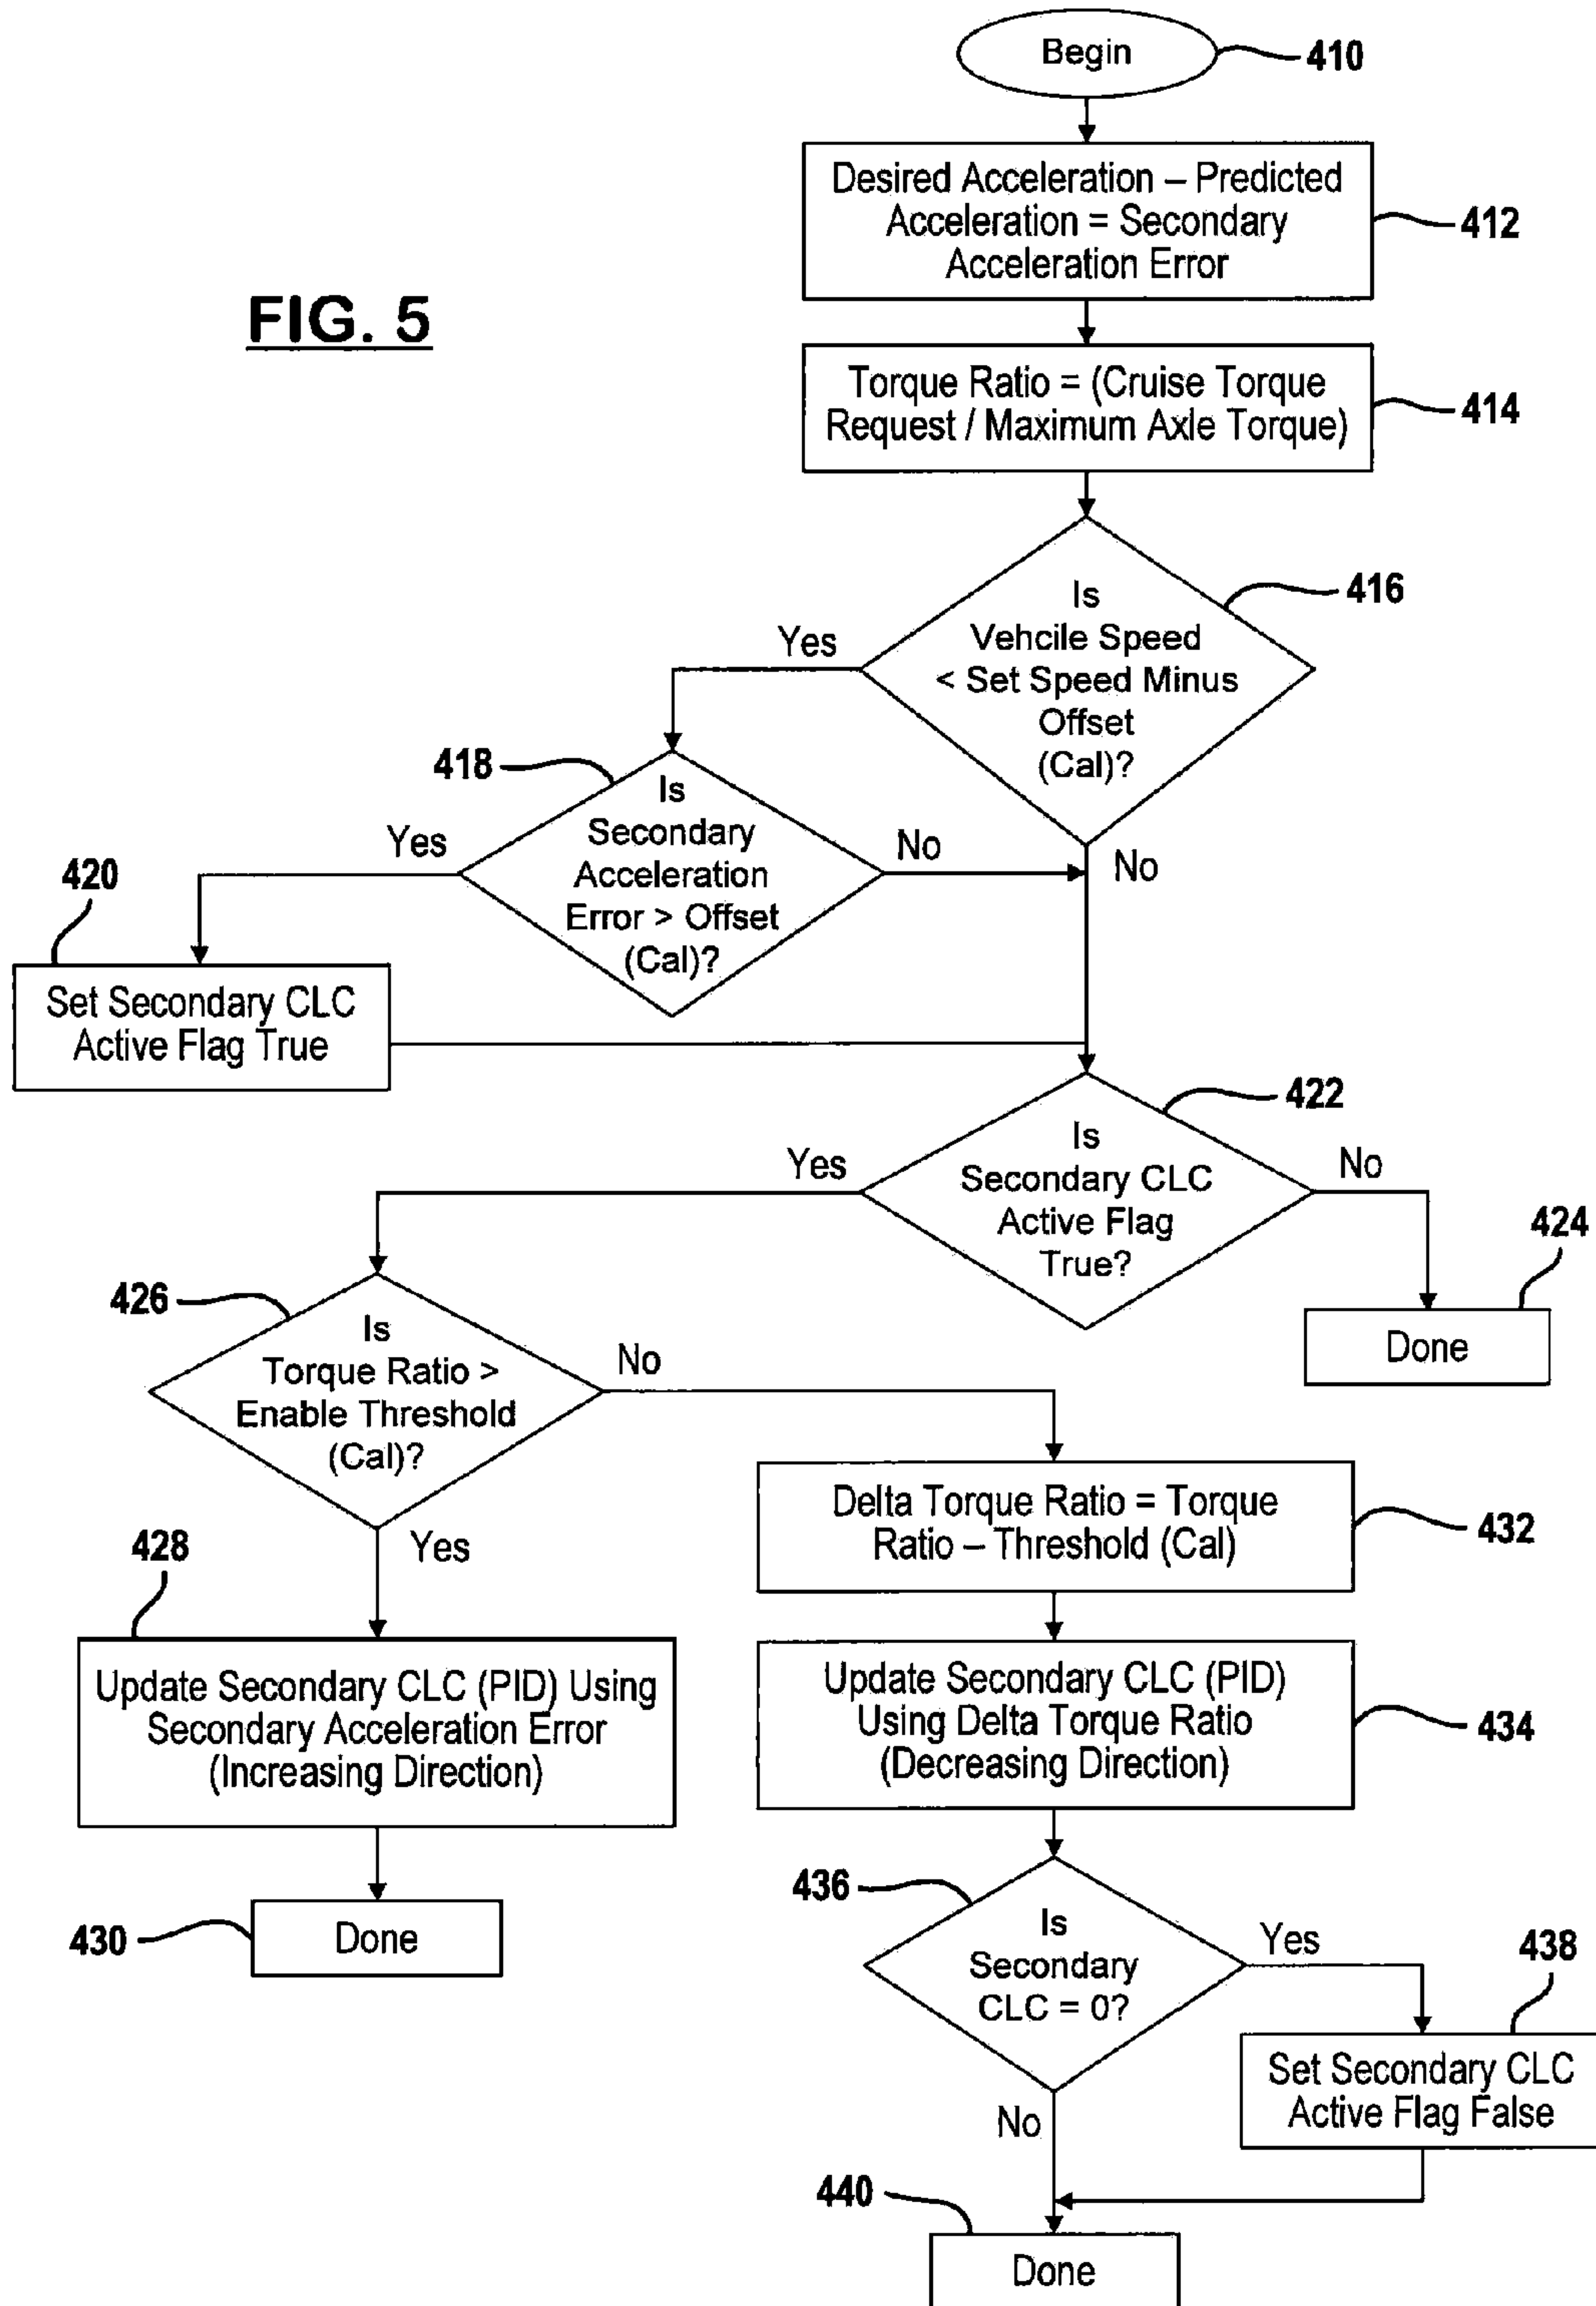 Begin
410
Desired Acceleration – Predicted
Acceleration = Secondary
Acceleration Error
412
FIG. 5
Torque Ratio = (Cruise Torque
Request / Maximum Axle Torque)
414
Is
Vehcile Speed
< Set Speed Minus
Offset
(Cal)?
416
Yes
No
418
Is
Secondary
Acceleration
Error > Offset
(Cal)?
Yes
No
420
Set Secondary CLC
Active Flag True
422
Is
Secondary CLC
Active Flag
True?
Yes
No
424
Done
426
Is
Torque Ratio >
Enable Threshold
(Cal)?
No
Yes
428
Update Secondary CLC (PID) Using
Secondary Acceleration Error
(Increasing Direction)
430
Done
Delta Torque Ratio = Torque
Ratio – Threshold (Cal)
432
Update Secondary CLC (PID)
Using Delta Torque Ratio
(Decreasing Direction)
434
436
Is
Secondary
CLC = 0?
Yes
No
438
Set Secondary CLC
Active Flag False
440
Done